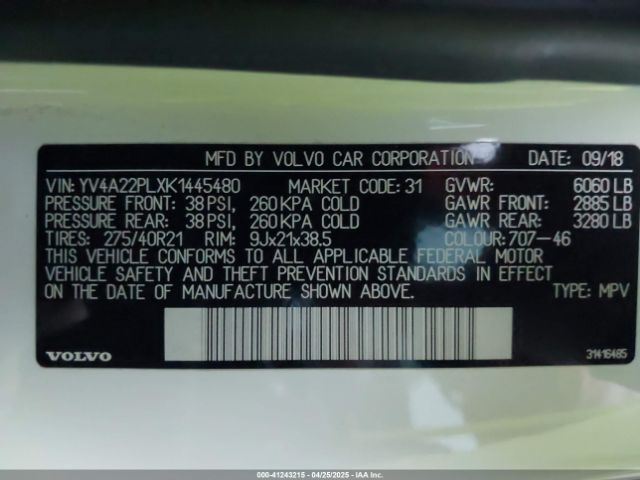 MFD BY VOLVO CAR CORPORATION DATE: 09/18
VIN: YV4A22PLXK1445480 MARKET CODE: 31 GVWR: 6060 LB
PRESSURE FRONT: 38 PSI, 260 KPA COLD GAWR FRONT: 2885 LB
PRESSURE REAR: 38 PSI, 260 KPA COLD GAWR REAR: 3280 LB
TIRES: 275/40R21 RIM: 9Jx21x38.5 COLOUR: 707-46
THIS VEHICLE CONFORMS TO ALL APPLICABLE FEDERAL MOTOR
VEHICLE SAFETY AND THEFT PREVENTION STANDARDS IN EFFECT
ON THE DATE OF MANUFACTURE SHOWN ABOVE. TYPE: MPV
VOLVO 31416485
000-41243215 - 04/25/2025 - IAAI Inc.